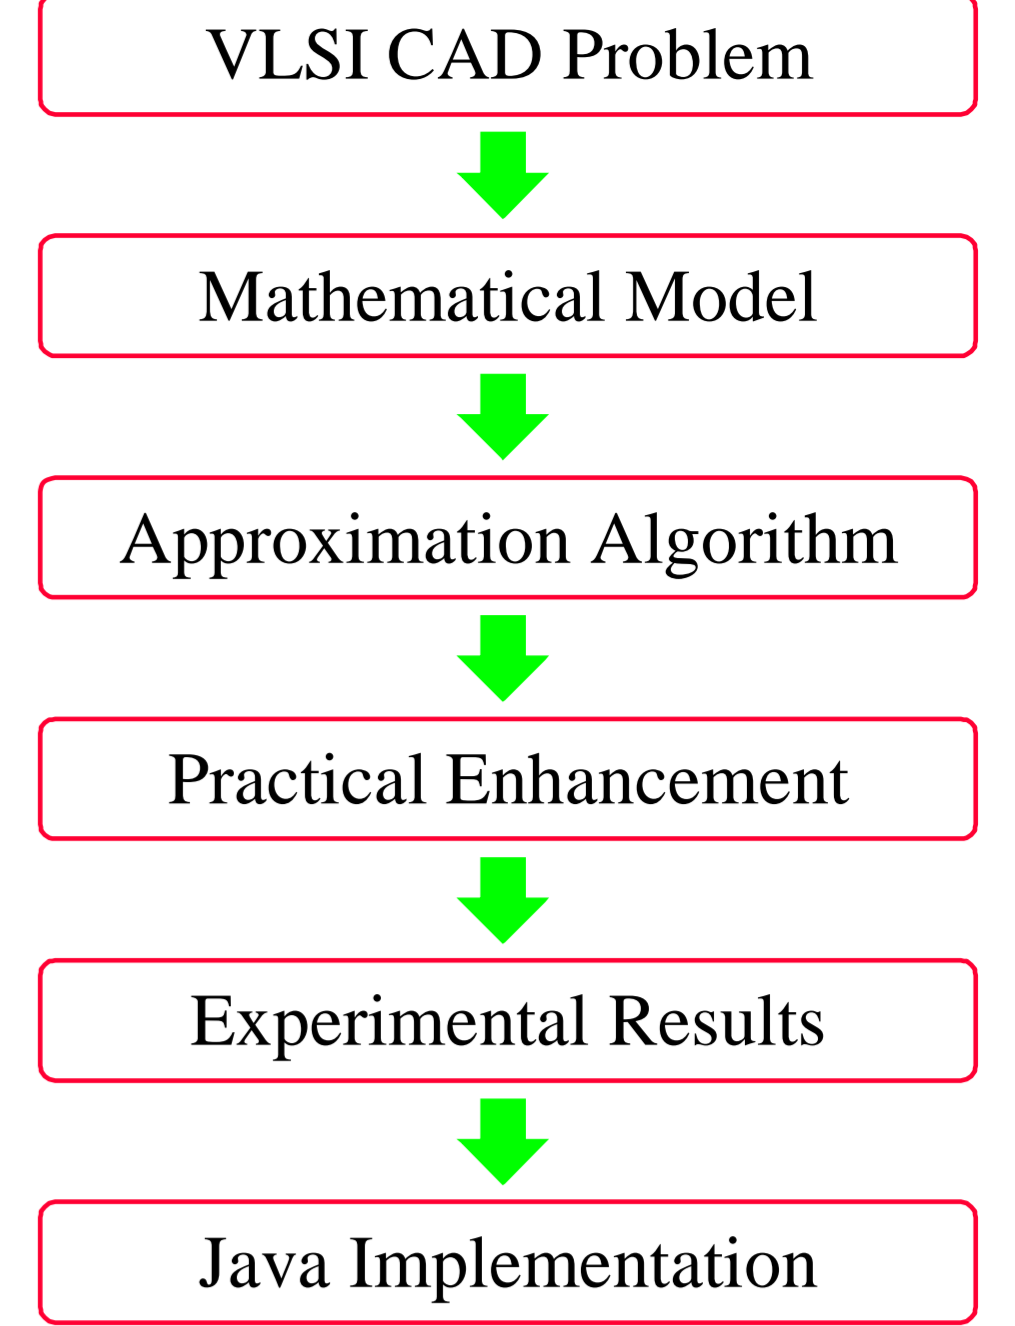 VLSI CAD Problem
Mathematical Model
Approximation Algorithm
Practical Enhancement
Experimental Results
Java Implementation